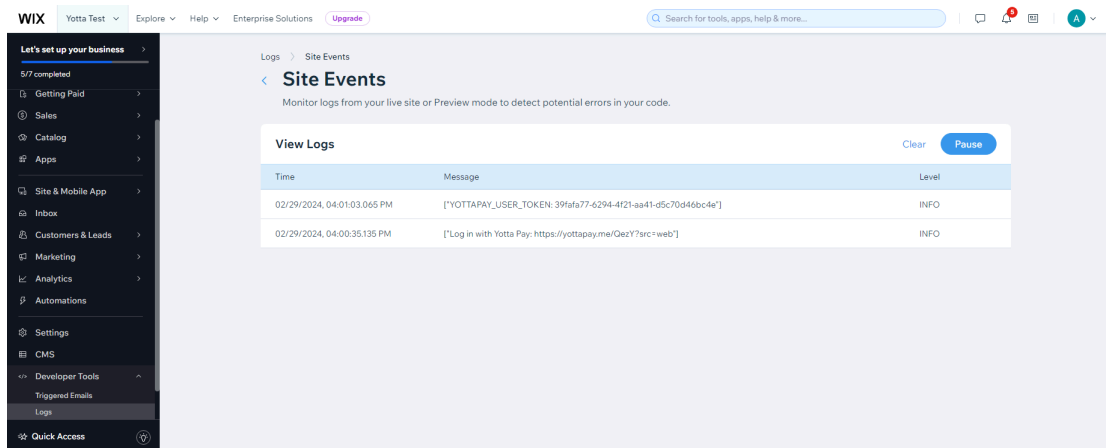 WIX Yotta Test Explore Help Enterprise Solutions Upgrade Search for tools, apps, help & more... 5 A
Let's set up your business
5/7 completed
Getting Paid
Sales
Catalog
Apps
Site & Mobile App
Inbox
Customers & Leads
Marketing
Analytics
Automations
Settings
CMS
Developer Tools
Triggered Emails
Logs
Quick Access
Logs Site Events
Site Events
Monitor logs from your live site or Preview mode to detect potential errors in your code.
View Logs Clear Pause
Time Message Level
02/29/2024, 04:01:03.065 PM ["YOTTAPAY_USER_TOKEN: 39fafa77-6294-4f21-aa41-d5c70d46bc4e"] INFO
02/29/2024, 04:00:35.135 PM ["Log in with Yotta Pay: https://yottapay.me/QezY?src=web"] INFO